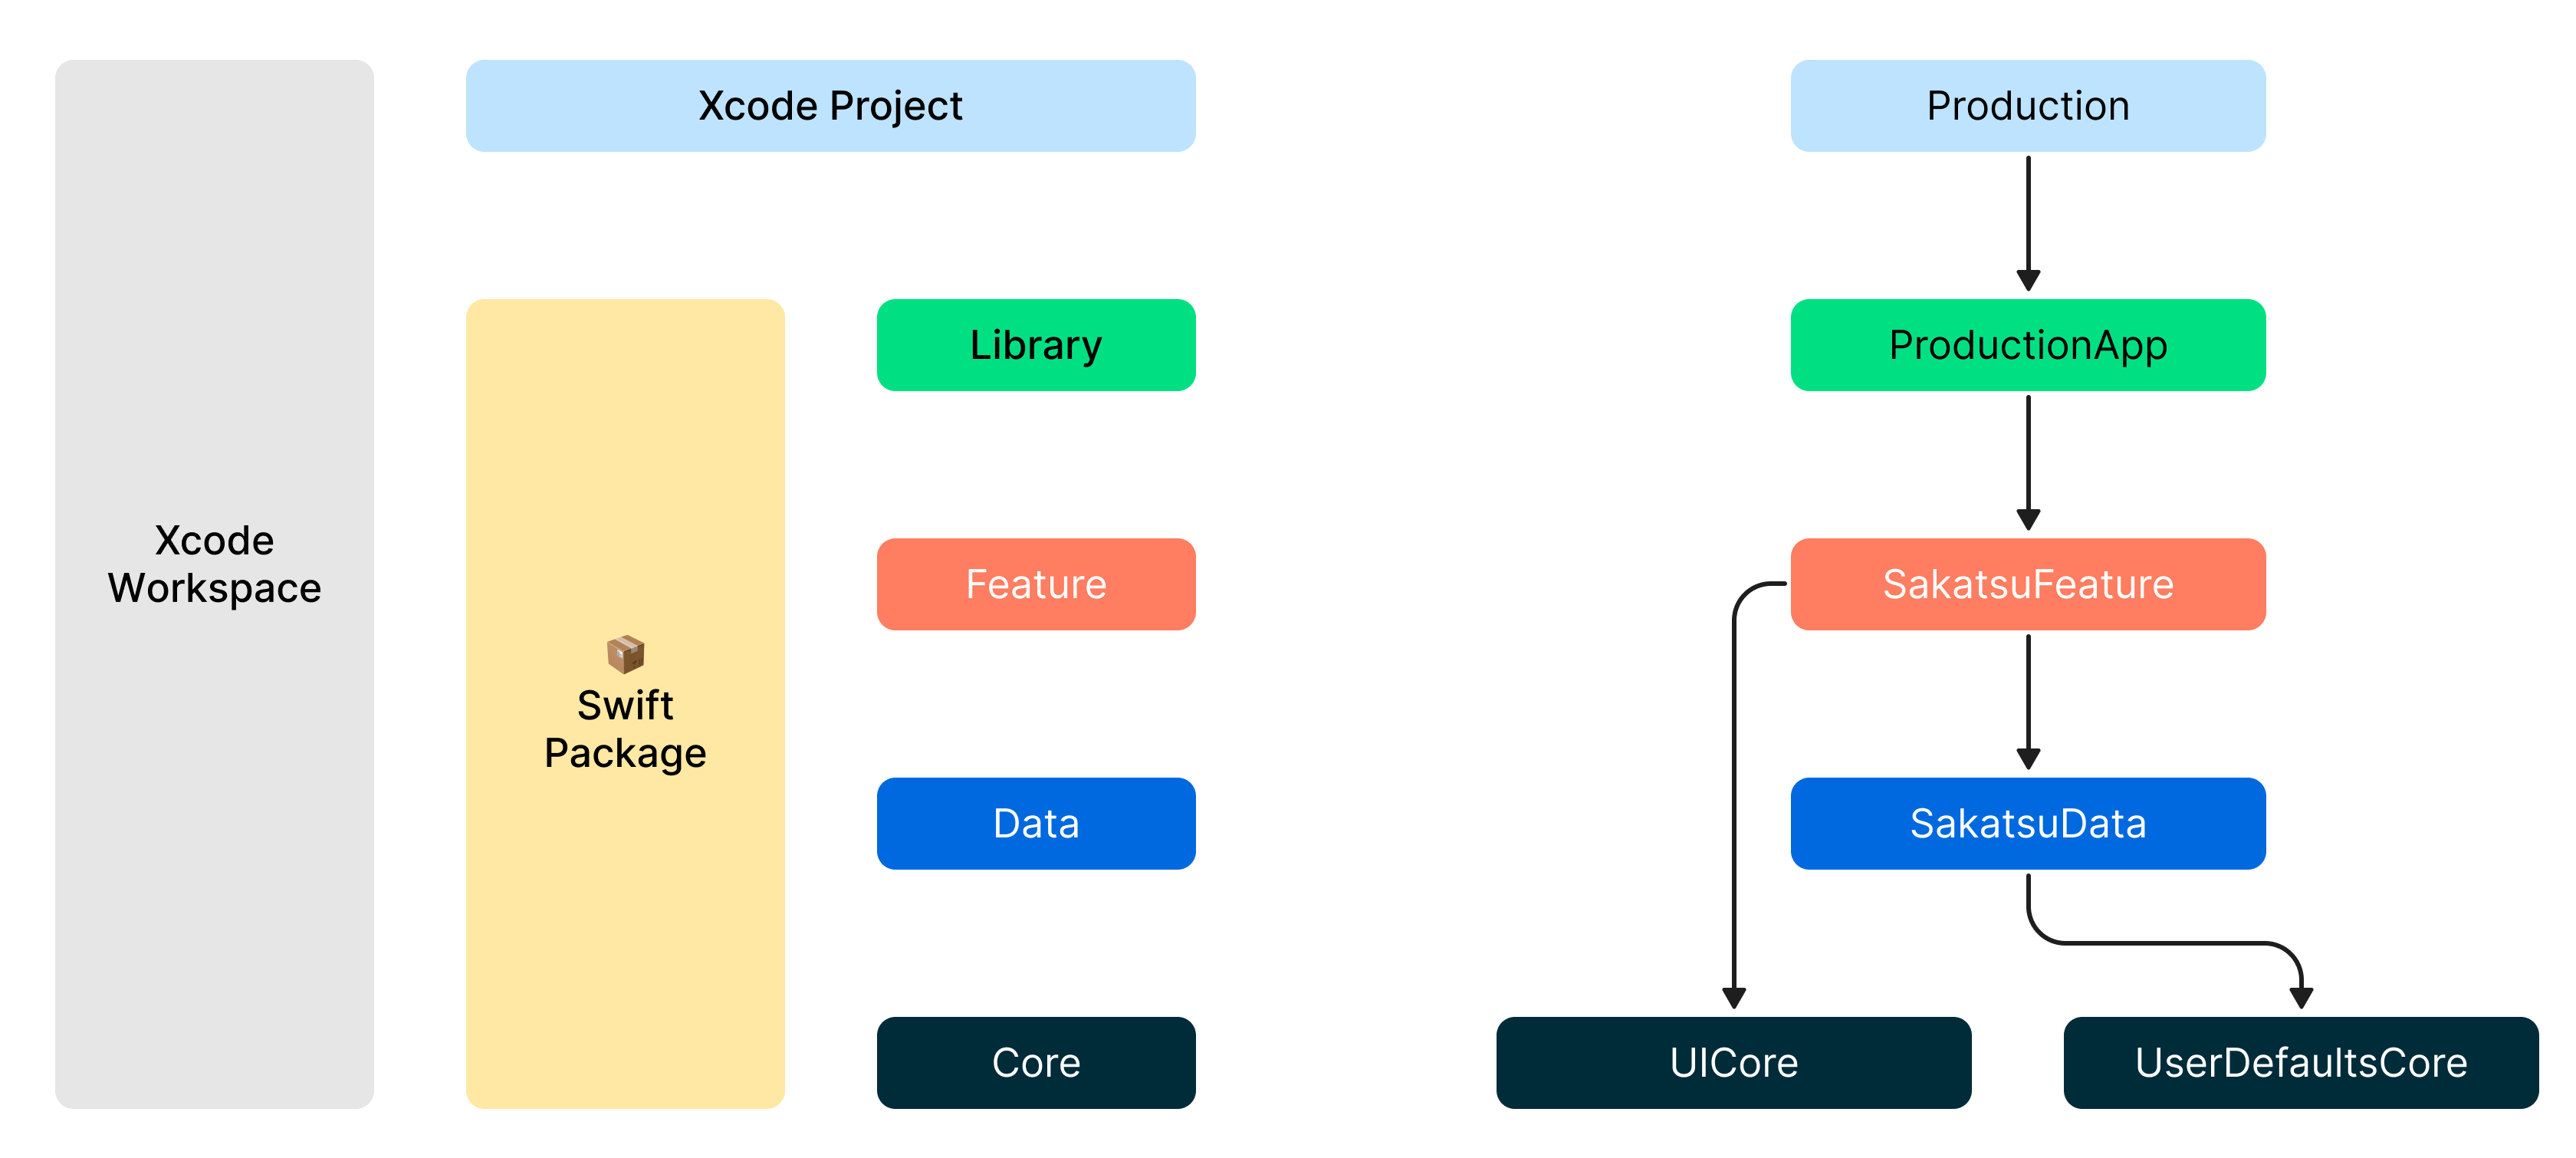 Xcode
Workspace
Xcode Project
Swift
Package
Library
Feature
Data
Core
Production
ProductionApp
SakatsuFeature
SakatsuData
UICore
UserDefaultsCore